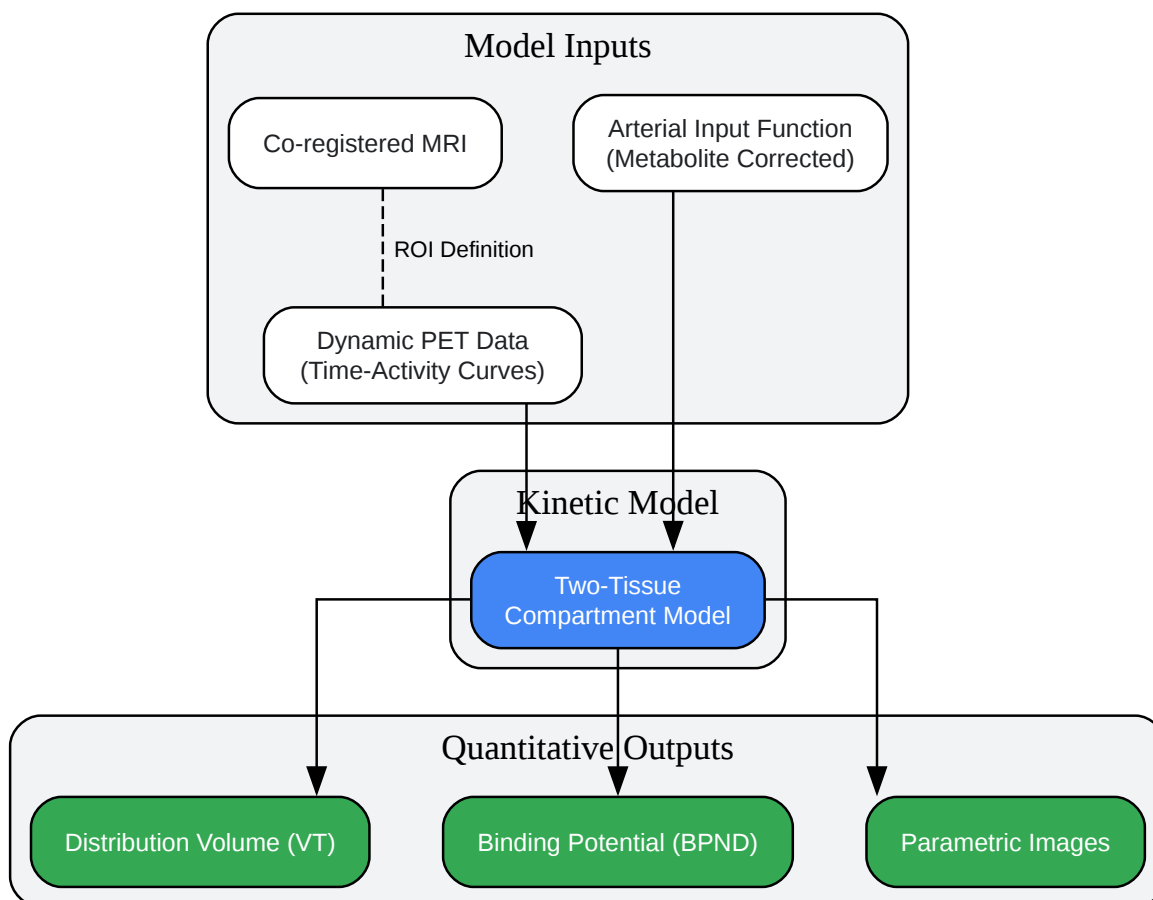 Model Inputs
Co-registered MRI
Arterial Input Function
(Metabolite Corrected)
ROI Definition
Dynamic PET Data
(Time-Activity Curves)
Kinetic Model
Two-Tissue
Compartment Model
Quantitative Outputs
Distribution Volume (VT)
Binding Potential (BPND)
Parametric Images